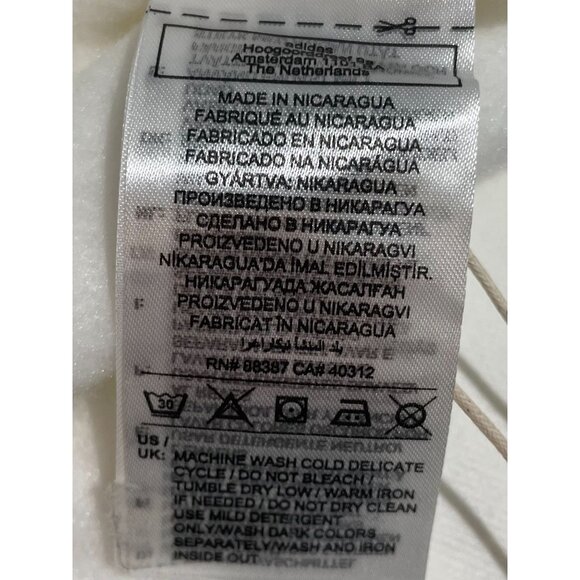 adidas
Amsterdam
The Netherlands
MADE IN NICARAGUA
FABRIQUÉ AU NICARAGUA
FABRICADO EN NICARAGUA
FABRICADO NA NICARÁGUA
GYÁRTVA: NIKARAGUA
ПРОИЗВЕДЕНО В НИКАРАГУА
СДЕЛАНО В НИКАРАГУА
PROIZVEDENO U NIKARAGVI
NİKARAGUA'DA İMAL EDİLMİŞTİR.
НИКАРАГУАДА ЖАСАЛҒАН
PROIZVEDENO U NIKARAGVI
FABRICAT ÎN NICARAGUA
RN# 88387 CA# 40312
30
US /
UK: MACHINE WASH COLD DELICATE
CYCLE / DO NOT BLEACH /
TUMBLE DRY LOW / WARM IRON
IF NEEDED / DO NOT DRY CLEAN
USE MILD DETERGENT
ONLY/WASH DARK COLORS
SEPARATELY/WASH AND IRON
INSIDE OUT